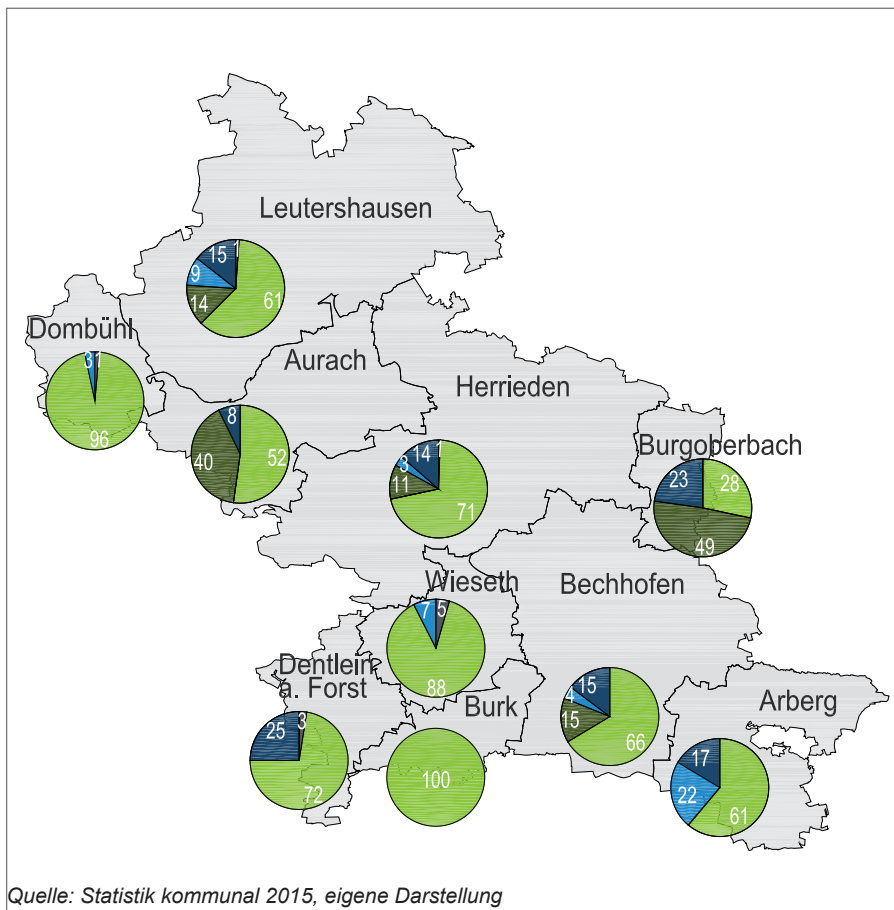 Leutershausen
15 1
9
14
61
Dombühl
3 1
96
Aurach
8
40
52
Herrieden
14 1
3
11
71
Burgoberbach
23
28
49
Wieseth
7 5
88
Bechhofen
15
4
15
66
Dentlein
a. Forst
25 3
72
Burk
100
Arberg
17
22
61
Quelle: Statistik kommunal 2015, eigene Darstellung